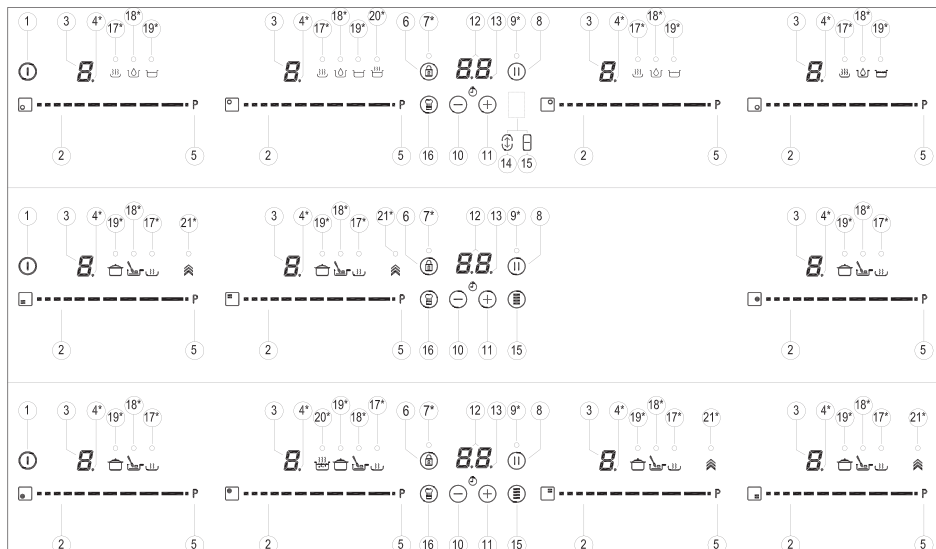 18* 18* 20* 18* 18*
1 3 4* 17* 19* 3 4* 17* 19* 6 7* 12 13 9* 8 3 4* 17* 19* 3 4* 17* 19*
8. 8. 8.8. 8. 8.
P P P P
14 15
2 5 2 5 16 10 11 2 5 2 5
18* 18* 18*
1 3 4* 19* 17* 21* 3 4* 19* 17* 21* 6 7* 12 13 9* 8 3 4* 19* 17*
8. 8. 8.8. 8.
P P P
2 5 2 5 16 10 11 15 2 5
18* 19* 17* 18* 18*
1 3 4* 19* 17* 3 4* 20* 18* 6 7* 12 13 9* 8 3 4* 19* 17* 21* 3 4* 19* 17* 21*
8. 8. 8.8. 8. 8.
P P P P
2 5 2 5 16 10 11 15 2 5 2 5